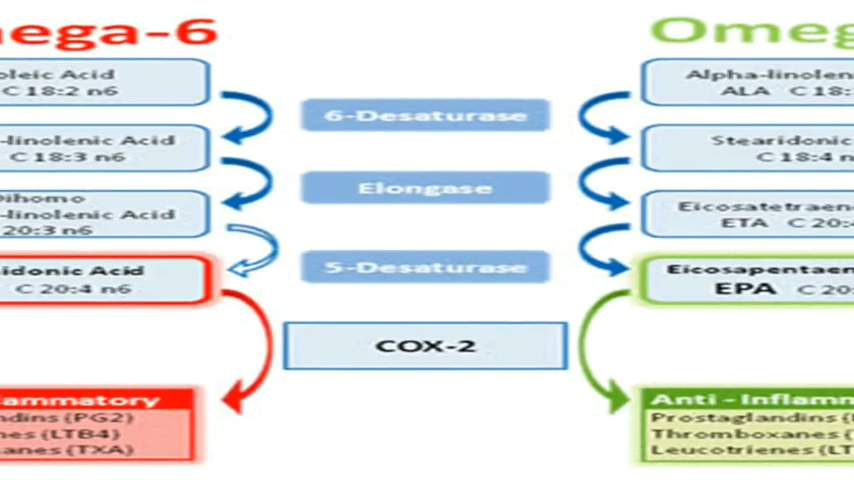 ega-6
oleic Acid
C 18:2 n6
-linolenic Acid
C 18:3 n6
Dihomo
-linolenic Acid
20:3 n6
idonic Acid
C 20:4 n6
lammatory
ndins (PG2)
nes (LTB4)
anes (TXA)
6-Desaturase
Elongase
5-Desaturase
COX-2
Omeg
Alpha-linolen
ALA C 18:
Stearidonic
C 18:4 n
Eicosatetraen
ETA C 20:
Eicosapentaen
EPA C 20:
Anti - Inflamm
Prostaglandins (
Thromboxanes (
Leucotrienes (LT